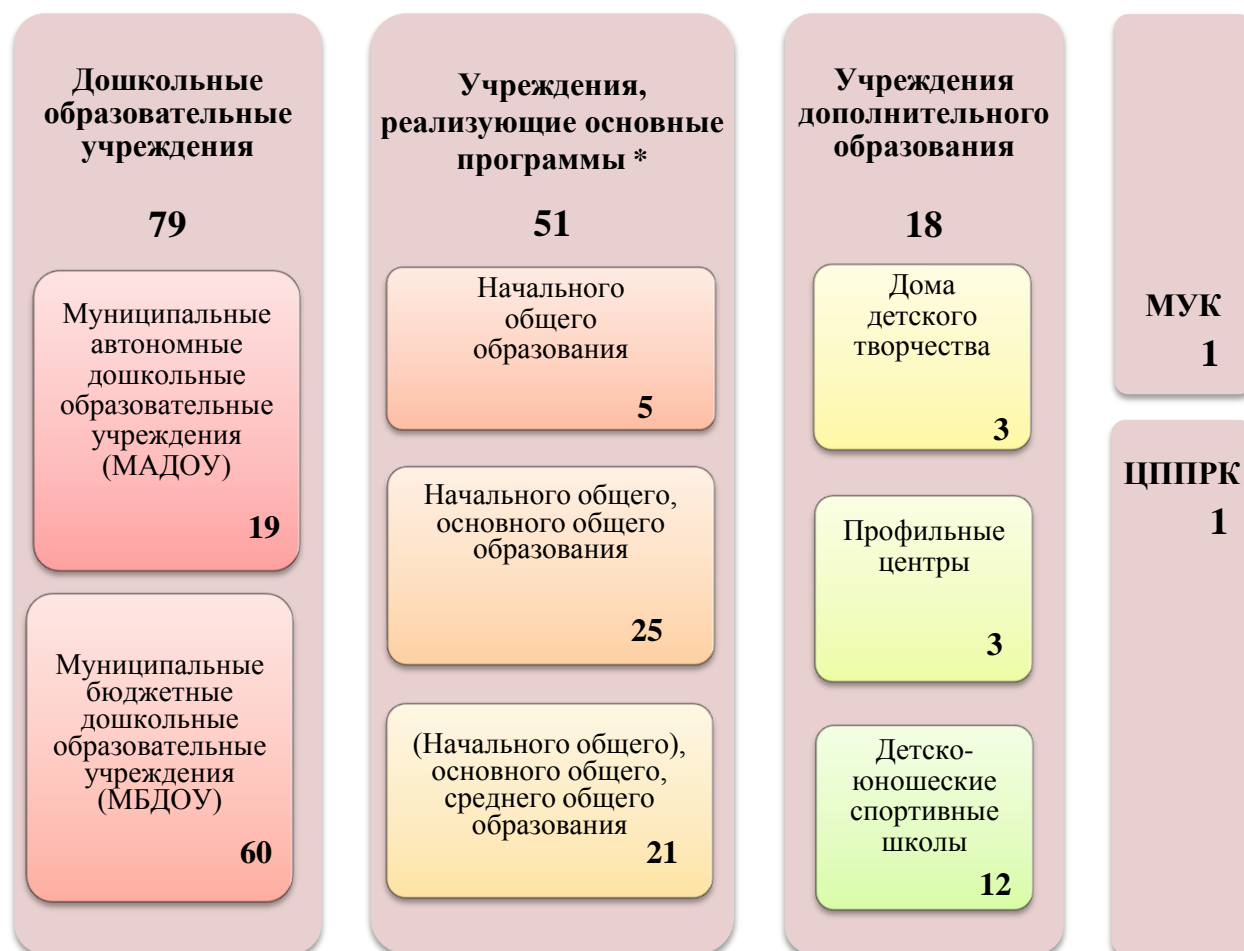 Дошкольные
образовательные
учреждения
79
Муниципальные
автономные
дошкольные
образовательные
учреждения
(МАДОУ)
19
Муниципальные
бюджетные
дошкольные
образовательные
учреждения
(МБДОУ)
60
Учреждения,
реализующие основные
программы *
51
Начального
общего
образования
5
Начального общего,
основного общего
образования
25
(Начального общего),
основного общего,
среднего общего
образования
21
Учреждения
дополнительного
образования
18
Дома
детского
творчества
3
Профильные
центры
3
Детско-
юношеские
спортивные
школы
12
МУК
1
ЦППРК
1